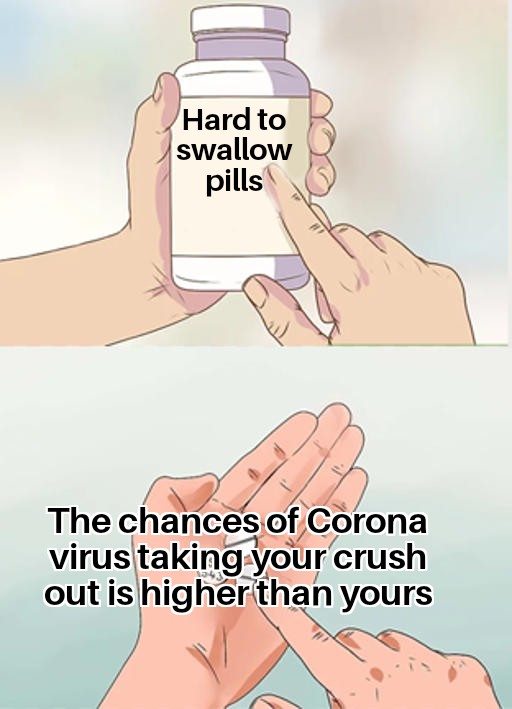 Hard to
swallow
pills
The chances of Corona
virus taking your crush
out is higher than yours